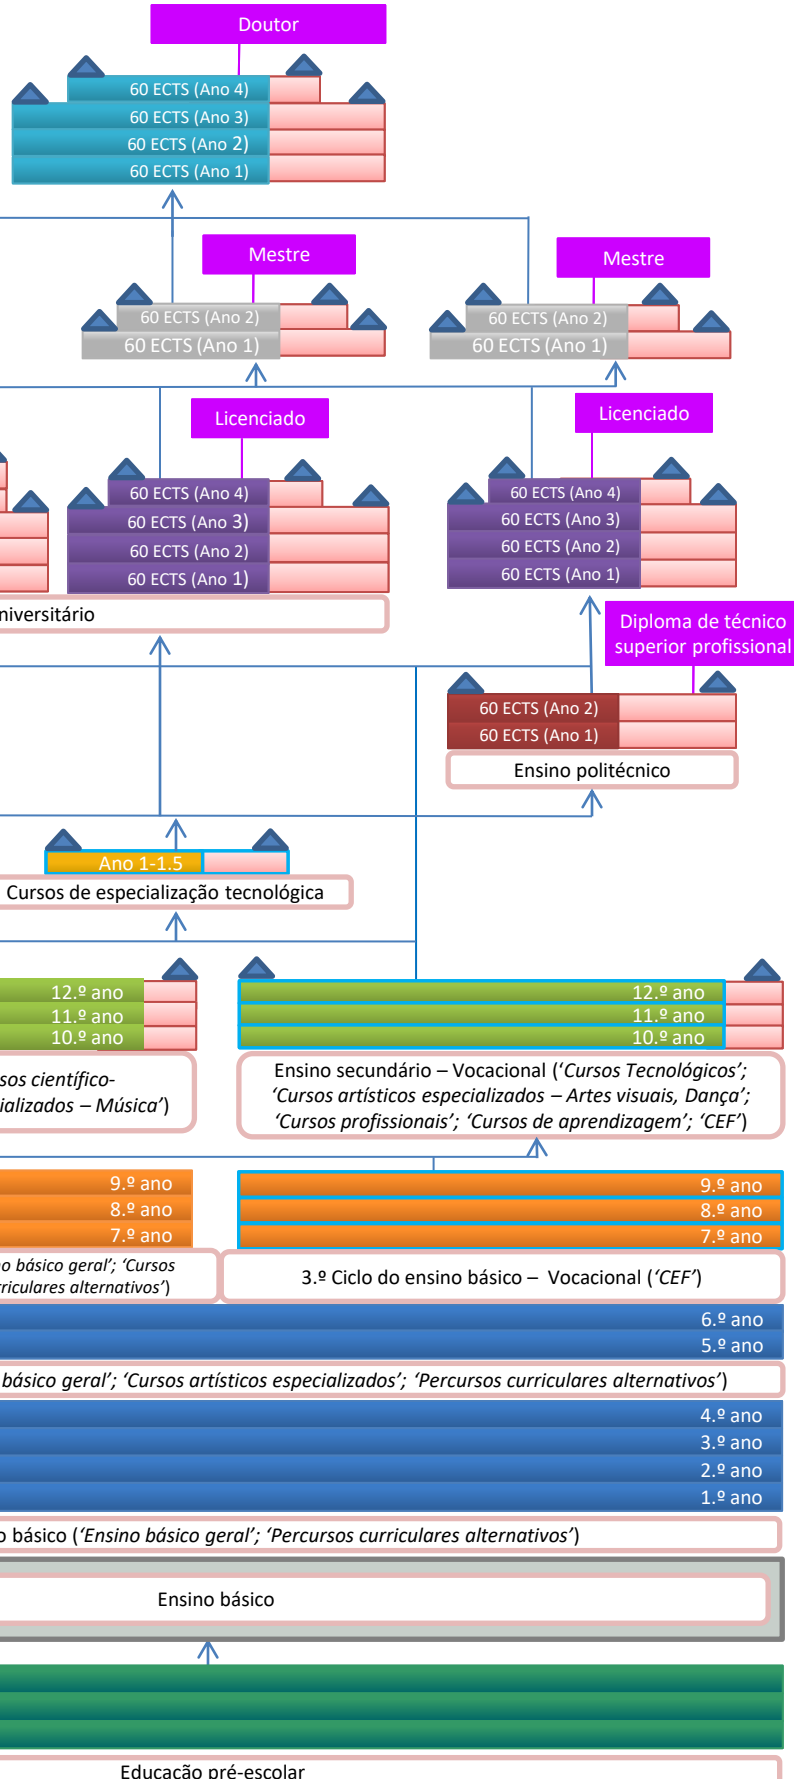 Doutor
60 ECTS (Ano 4)
60 ECTS (Ano 3)
60 ECTS (Ano 2)
60 ECTS (Ano 1)
Mestre
Mestre
60 ECTS (Ano 2)
60 ECTS (Ano 1)
60 ECTS (Ano 2)
60 ECTS (Ano 1)
Licenciado
Licenciado
60 ECTS (Ano 4)
60 ECTS (Ano 3)
60 ECTS (Ano 2)
60 ECTS (Ano 1)
60 ECTS (Ano 4)
60 ECTS (Ano 3)
60 ECTS (Ano 2)
60 ECTS (Ano 1)
niversitário
Diploma de técnico
superior profissional
60 ECTS (Ano 2)
60 ECTS (Ano 1)
Ensino politécnico
Ano 1-1.5
Cursos de especialização tecnológica
12.º ano
11.º ano
10.º ano
12.º ano
11.º ano
10.º ano
sos científico-
ializados – Música’)
Ensino secundário – Vocacional (‘Cursos Tecnológicos’;
‘Cursos artísticos especializados – Artes visuais, Dança’;
‘Cursos profissionais’; ‘Cursos de aprendizagem’; ‘CEF’)
9.º ano
8.º ano
7.º ano
9.º ano
8.º ano
7.º ano
no básico geral’; ‘Cursos
rriculares alternativos’)
3.º Ciclo do ensino básico – Vocacional (‘CEF’)
6.º ano
5.º ano
básico geral’; ‘Cursos artísticos especializados’; ‘Percursos curriculares alternativos’)
4.º ano
3.º ano
2.º ano
1.º ano
o básico (‘Ensino básico geral’; ‘Percursos curriculares alternativos’)
Ensino básico
Educação pré-escolar